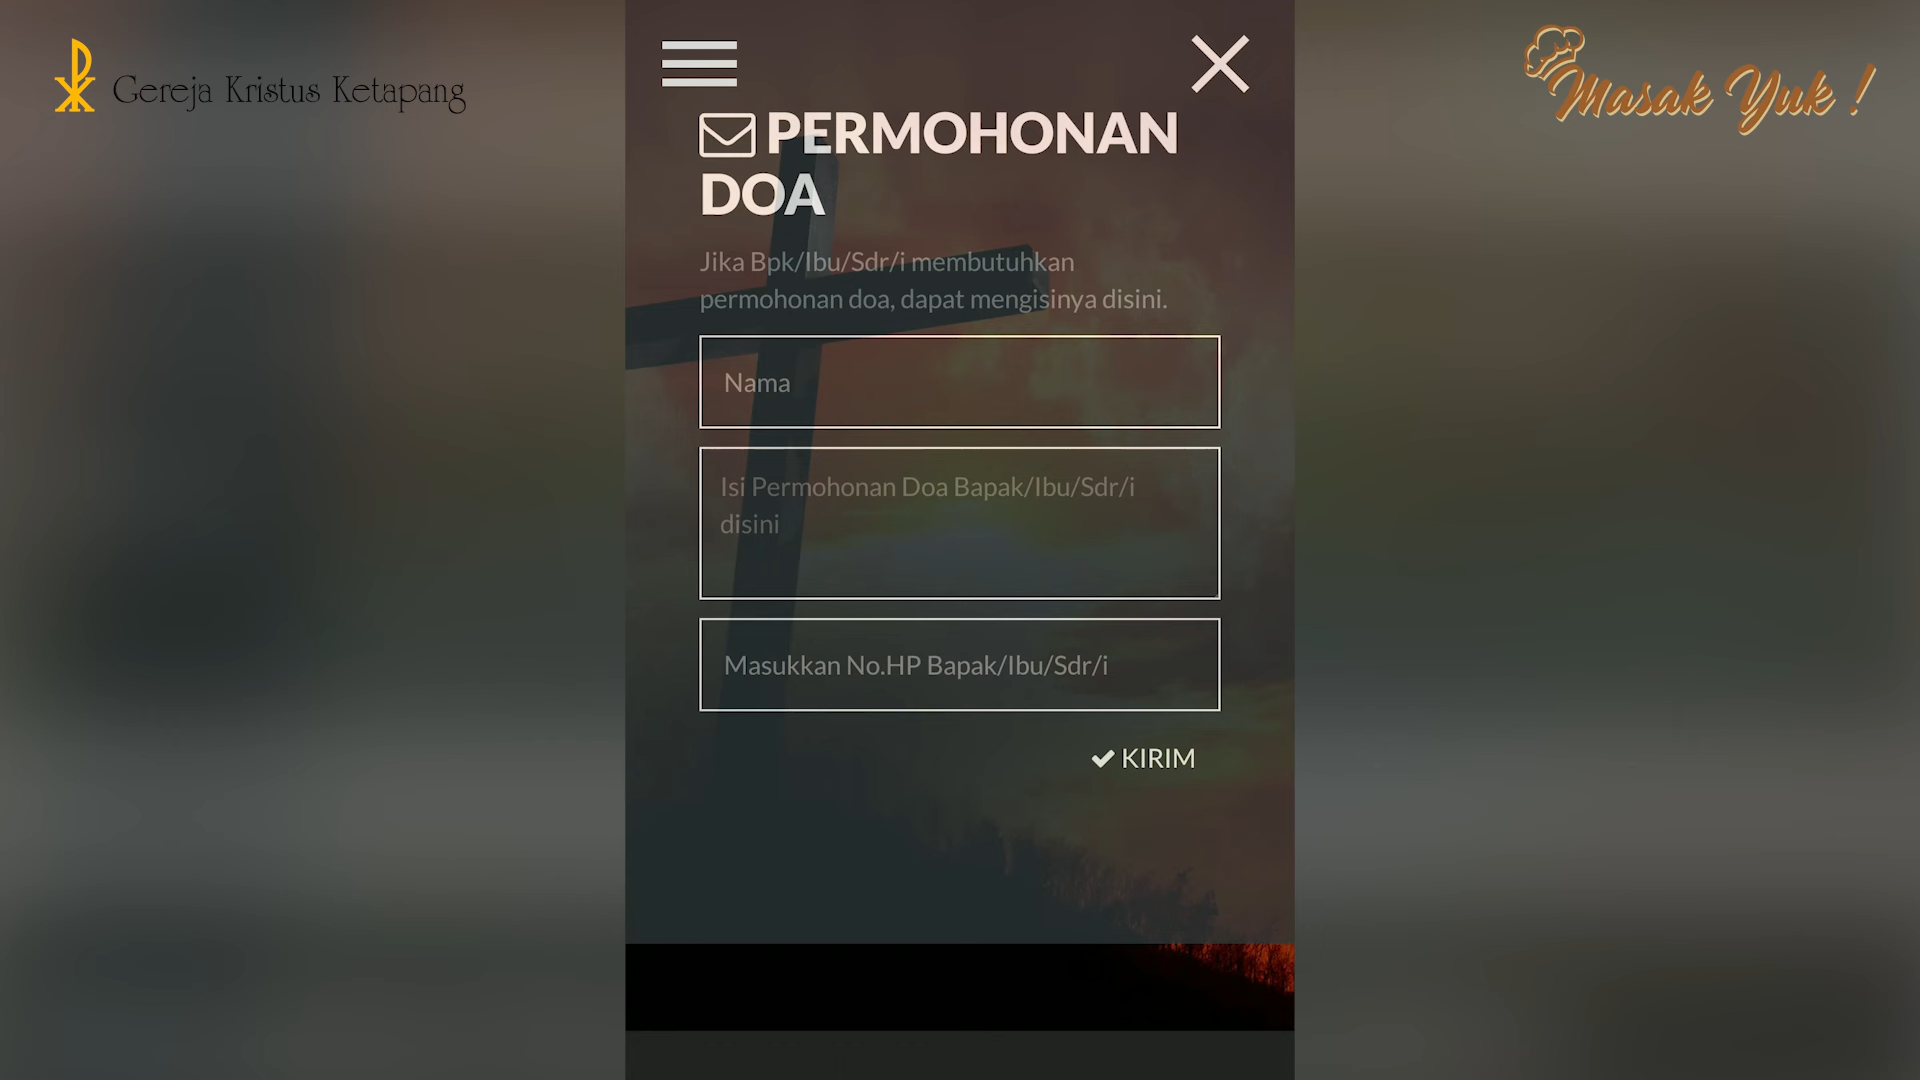 Gereja Kristus Ketapang
Masak Yuk !
PERMOHONAN
DOA
Jika Bpk/Ibu/Sdr/i membutuhkan
permohonan doa, dapat mengisinya disini.
Nama
Isi Permohonan Doa Bapak/Ibu/Sdr/i
disini
Masukkan No.HP Bapak/Ibu/Sdr/i
KIRIM